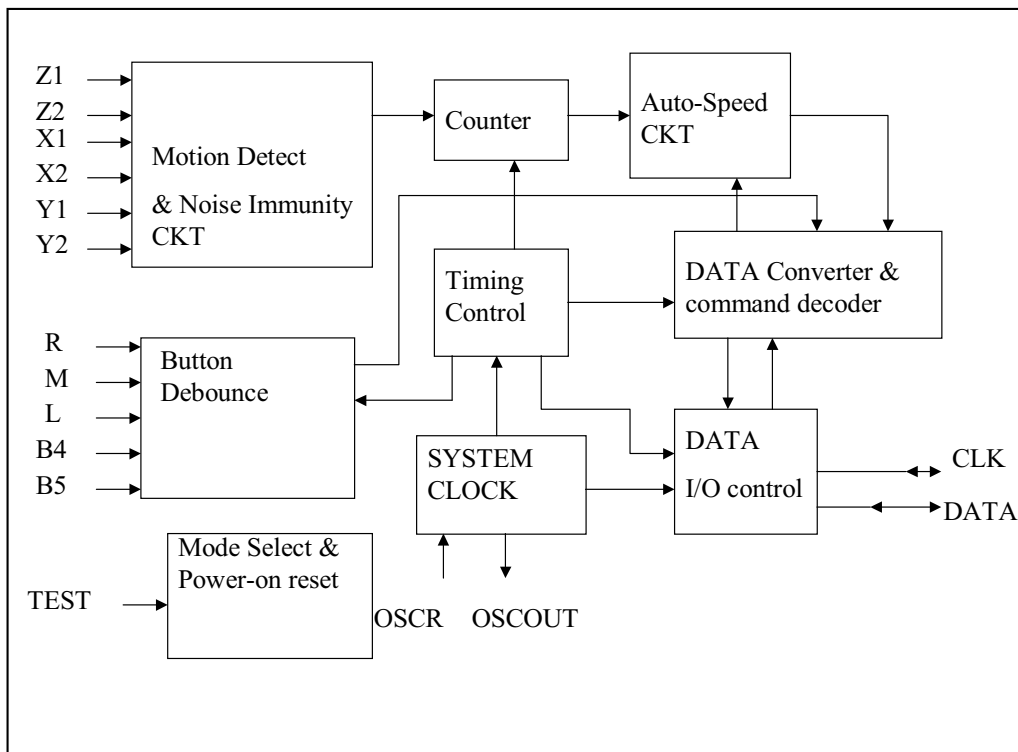 Z1
Z2
X1
X2
Y1
Y2
Motion Detect
& Noise Immunity
CKT
Counter
Auto-Speed
CKT
Timing
Control
DATA Converter &
command decoder
R
M
L
B4
B5
Button
Debounce
SYSTEM
CLOCK
DATA
I/O control
CLK
DATA
Mode Select &
Power-on reset
TEST
OSCR
OSCOUT